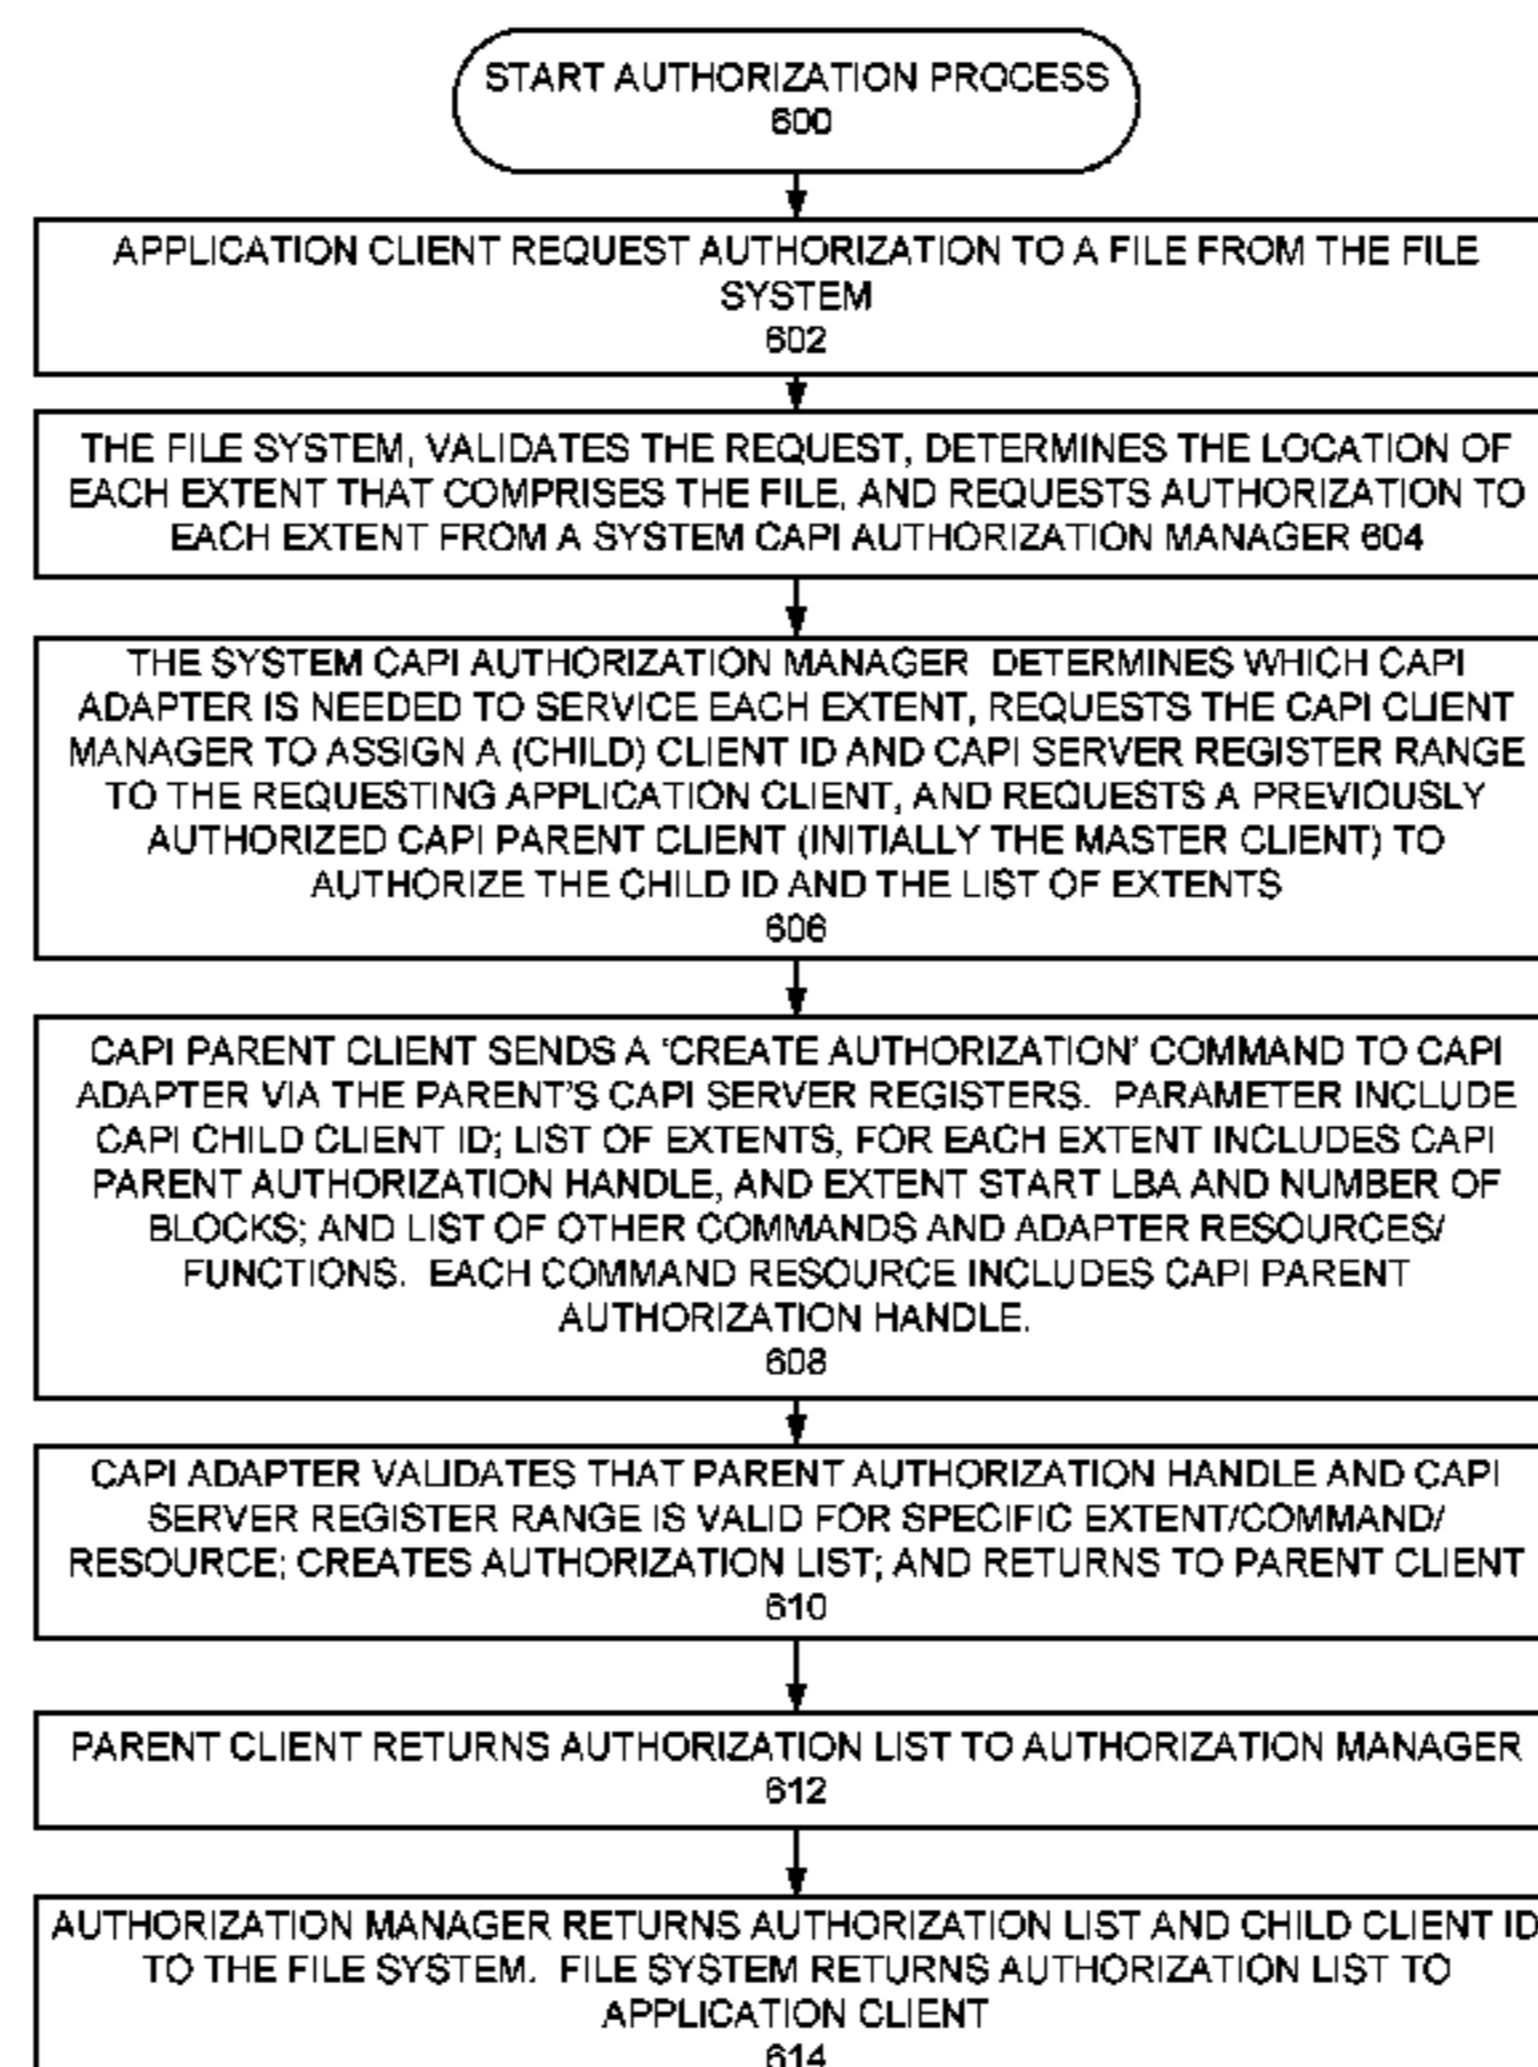 START AUTHORIZATION PROCESS
600
APPLICATION CLIENT REQUEST AUTHORIZATION TO A FILE FROM THE FILE
SYSTEM
602
THE FILE SYSTEM, VALIDATES THE REQUEST, DETERMINES THE LOCATION OF
EACH EXTENT THAT COMPRISES THE FILE, AND REQUESTS AUTHORIZATION TO
EACH EXTENT FROM A SYSTEM CAPI AUTHORIZATION MANAGER 604
THE SYSTEM CAPI AUTHORIZATION MANAGER DETERMINES WHICH CAPI
ADAPTER IS NEEDED TO SERVICE EACH EXTENT, REQUESTS THE CAPI CLIENT
MANAGER TO ASSIGN A (CHILD) CLIENT ID AND CAPI SERVER REGISTER RANGE
TO THE REQUESTING APPLICATION CLIENT, AND REQUESTS A PREVIOUSLY
AUTHORIZED CAPI PARENT CLIENT (INITIALLY THE MASTER CLIENT) TO
AUTHORIZE THE CHILD ID AND THE LIST OF EXTENTS
606
CAPI PARENT CLIENT SENDS A ‘CREATE AUTHORIZATION’ COMMAND TO CAPI
ADAPTER VIA THE PARENT’S CAPI SERVER REGISTERS. PARAMETER INCLUDE
CAPI CHILD CLIENT ID; LIST OF EXTENTS, FOR EACH EXTENT INCLUDES CAPI
PARENT AUTHORIZATION HANDLE, AND EXTENT START LBA AND NUMBER OF
BLOCKS; AND LIST OF OTHER COMMANDS AND ADAPTER RESOURCES/
FUNCTIONS. EACH COMMAND RESOURCE INCLUDES CAPI PARENT
AUTHORIZATION HANDLE.
608
CAPI ADAPTER VALIDATES THAT PARENT AUTHORIZATION HANDLE AND CAPI
SERVER REGISTER RANGE IS VALID FOR SPECIFIC EXTENT/COMMAND/
RESOURCE; CREATES AUTHORIZATION LIST; AND RETURNS TO PARENT CLIENT
610
PARENT CLIENT RETURNS AUTHORIZATION LIST TO AUTHORIZATION MANAGER
612
AUTHORIZATION MANAGER RETURNS AUTHORIZATION LIST AND CHILD CLIENT ID
TO THE FILE SYSTEM. FILE SYSTEM RETURNS AUTHORIZATION LIST TO
APPLICATION CLIENT
614